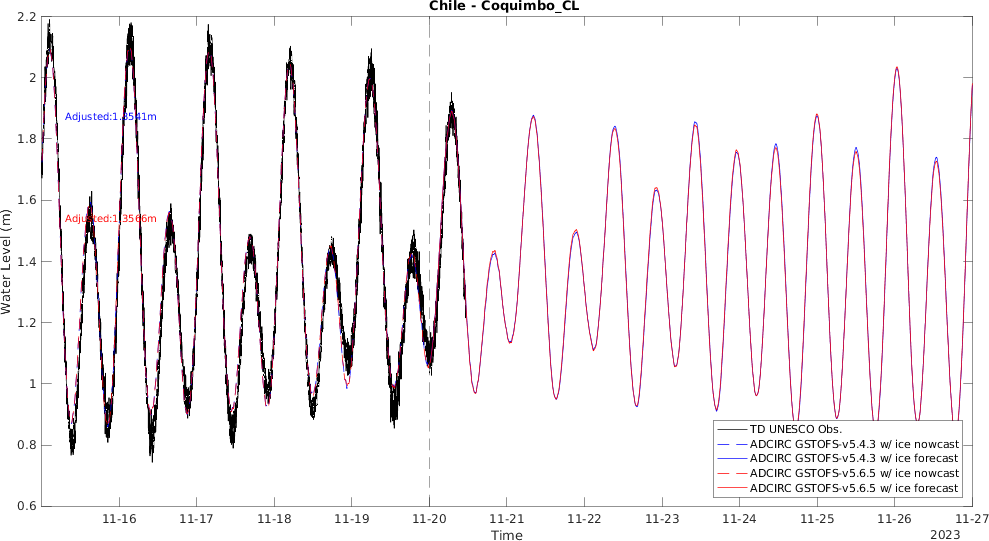 Chile - Coquimbo_CL
2.2
2
1.8
1.6
1.4
1.2
1
0.8
0.6
Water Level (m)
Adjusted:1.3541m
Adjusted:1.3566m
TD UNESCO Obs.
ADCIRC GSTOFS-v5.4.3 w/ ice nowcast
ADCIRC GSTOFS-v5.4.3 w/ ice forecast
ADCIRC GSTOFS-v5.6.5 w/ ice nowcast
ADCIRC GSTOFS-v5.6.5 w/ ice forecast
11-16 11-17 11-18 11-19 11-20 11-21 11-22 11-23 11-24 11-25 11-26 11-27
Time
2023